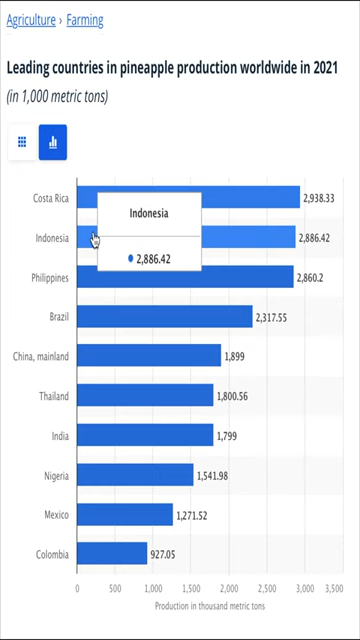 Agriculture › Farming
Leading countries in pineapple production worldwide in 2021
(in 1,000 metric tons)
Costa Rica 2,938.33
Indonesia
Indonesia 2,886.42
2,886.42
Philippines 2,860.2
Brazil 2,317.55
China, mainland 1,899
Thailand 1,800.56
India 1,799
Nigeria 1,541.98
Mexico 1,271.52
Colombia 927.05
0 500 1,000 1,500 2,000 2,500 3,000 3,500
Production in thousand metric tons